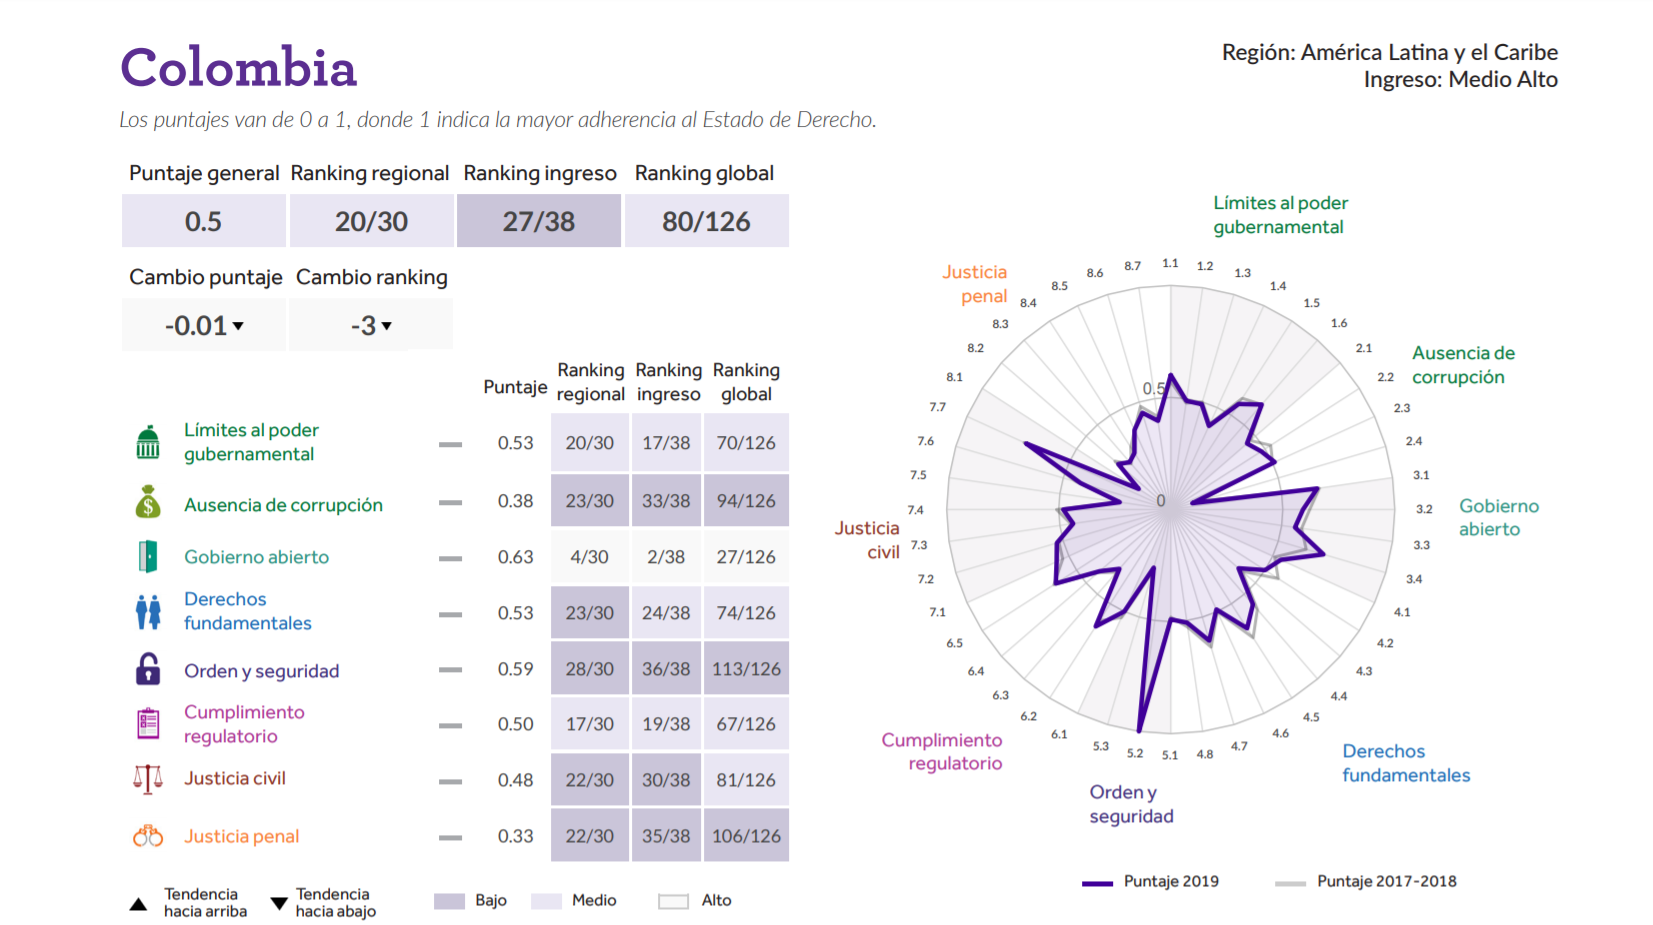 Colombia
Región: América Latina y el Caribe
Ingreso: Medio Alto
Los puntajes van de 0 a 1, donde 1 indica la mayor adherencia al Estado de Derecho.
Puntaje general Ranking regional Ranking ingreso Ranking global
0.5 20/30 27/38 80/126
Cambio puntaje Cambio ranking
-0.01 ▼ -3 ▼
Puntaje Ranking regional Ranking ingreso Ranking global
Límites al poder
gubernamental
0.53 20/30 17/38 70/126
Ausencia de corrupción 0.38 23/30 33/38 94/126
Gobierno abierto 0.63 4/30 2/38 27/126
Derechos
fundamentales
0.53 23/30 24/38 74/126
Orden y seguridad 0.59 28/30 36/38 113/126
Cumplimiento
regulatorio
0.50 17/30 19/38 67/126
Justicia civil 0.48 22/30 30/38 81/126
Justicia penal 0.33 22/30 35/38 106/126
▲ Tendencia
hacia arriba
▼ Tendencia
hacia abajo
Bajo Medio Alto
Límites al poder
gubernamental
1.1
1.2
1.3
1.4
1.5
1.6
Ausencia de
corrupción
2.1
2.2
2.3
2.4
Gobierno
abierto
3.1
3.2
3.3
3.4
Derechos
fundamentales
4.1
4.2
4.3
4.4
4.5
4.6
4.7
4.8
Orden y
seguridad
5.1
5.2
5.3
Cumplimiento
regulatorio
6.1
6.2
6.3
6.4
6.5
Justicia
civil
7.1
7.2
7.3
7.4
7.5
7.6
7.7
Justicia
penal
8.1
8.2
8.3
8.4
8.5
8.6
8.7
0.5
0
Puntaje 2019 Puntaje 2017-2018